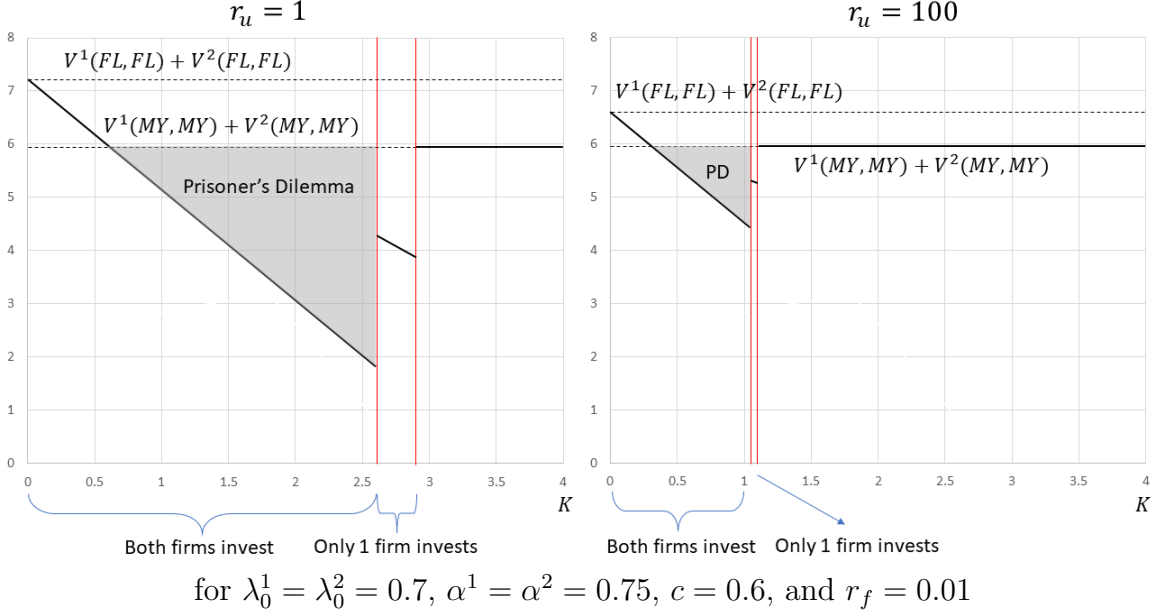 r_u = 1
8
V^1(FL, FL) + V^2(FL, FL)
7
V^1(MY, MY) + V^2(MY, MY)
6
Prisoner's Dilemma
5
4
3
2
1
0
0 0.5 1 1.5 2 2.5 3 3.5 4
K
Both firms invest
Only 1 firm invests
r_u = 100
8
7
V^1(FL, FL) + V^2(FL, FL)
6
V^1(MY, MY) + V^2(MY, MY)
PD
5
4
3
2
1
0
0 0.5 1 1.5 2 2.5 3 3.5 4
K
Both firms invest
Only 1 firm invests
for λ_0^1 = λ_0^2 = 0.7, α^1 = α^2 = 0.75, c = 0.6, and r_f = 0.01